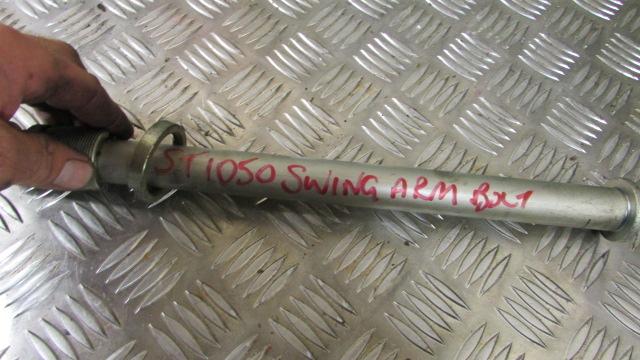 ST1050 SWING ARM BOLT